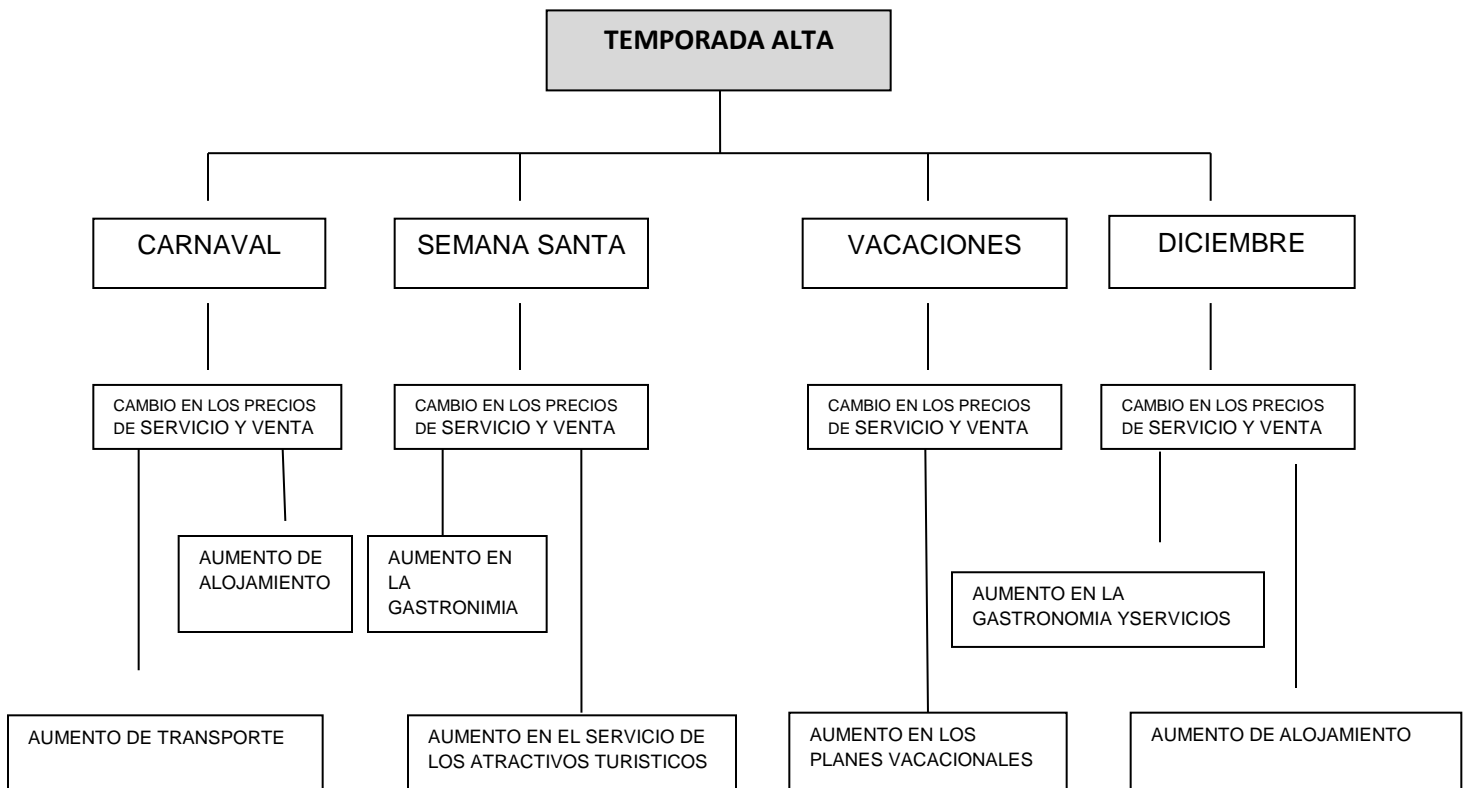 TEMPORADA ALTA
CARNAVAL
SEMANA SANTA
VACACIONES
DICIEMBRE
CAMBIO EN LOS PRECIOS
DE SERVICIO Y VENTA
CAMBIO EN LOS PRECIOS
DE SERVICIO Y VENTA
CAMBIO EN LOS PRECIOS
DE SERVICIO Y VENTA
CAMBIO EN LOS PRECIOS
DE SERVICIO Y VENTA
AUMENTO DE
ALOJAMIENTO
AUMENTO EN
LA
GASTRONIMIA
AUMENTO EN LA
GASTRONOMIA YSERVICIOS
AUMENTO DE TRANSPORTE
AUMENTO EN EL SERVICIO DE
LOS ATRACTIVOS TURISTICOS
AUMENTO EN LOS
PLANES VACACIONALES
AUMENTO DE ALOJAMIENTO